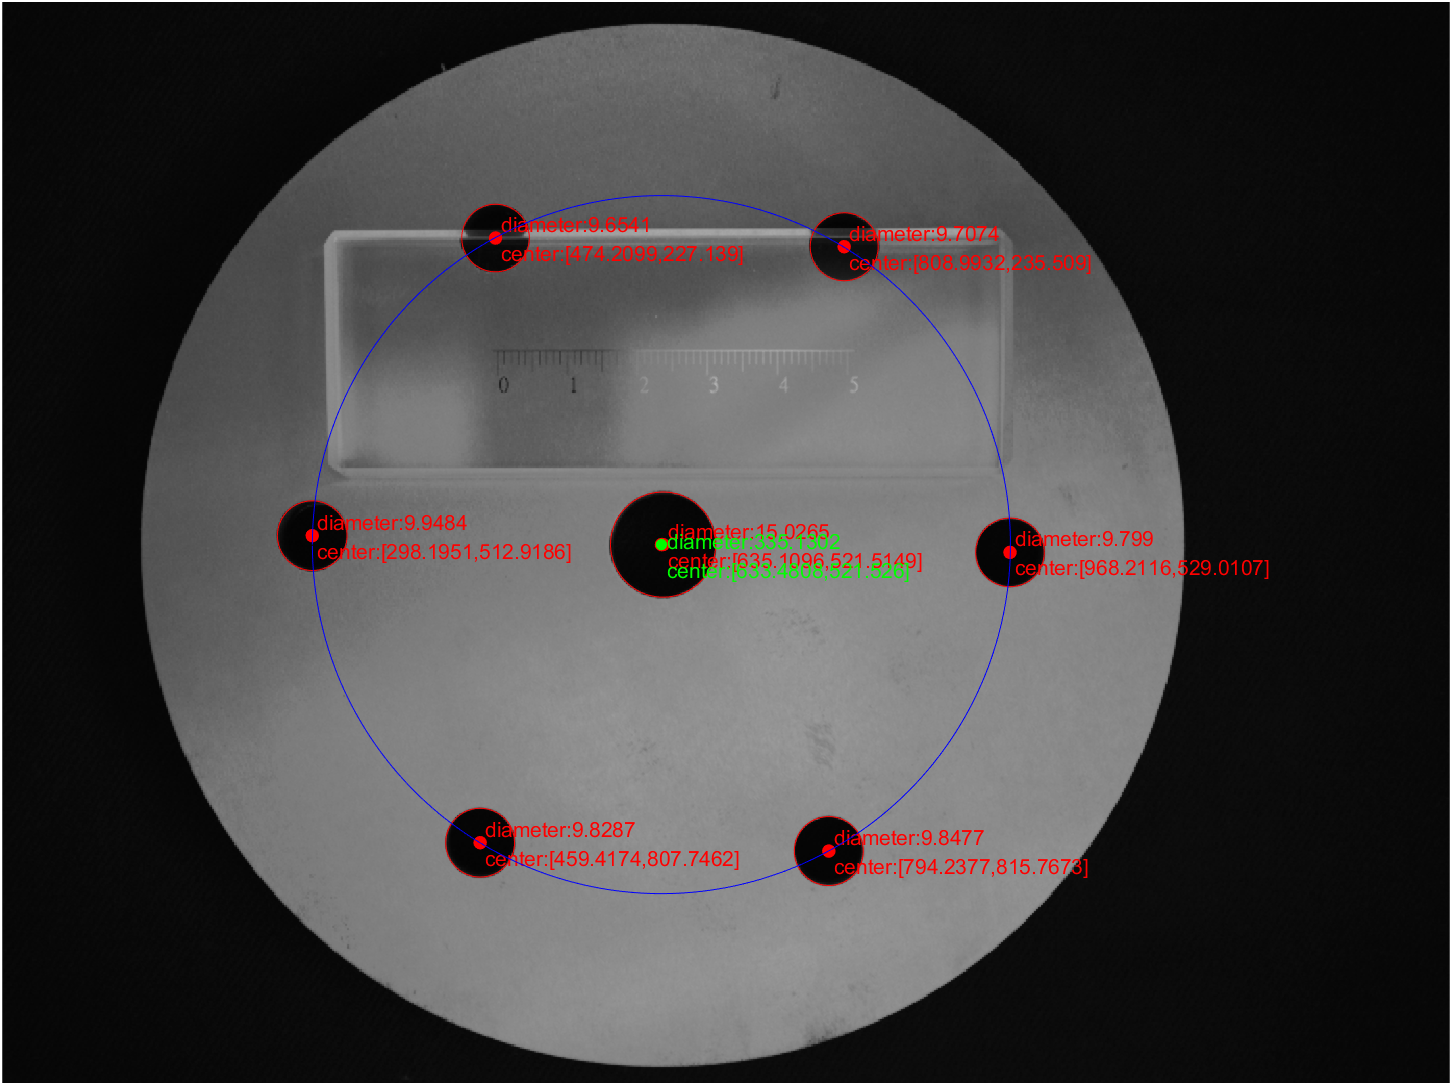 diameter:9.6541
center:[474.2099,227.139]
diameter:9.7074
center:[808.9932,235.509]
0 1 2 3 4 5
diameter:9.9484
center:[298.1951,512.9186]
diameter:15.0265
center:[635.1096,521.5149]
diameter:9.799
center:[968.2116,529.0107]
diameter:9.8287
center:[459.4174,807.7462]
diameter:9.8477
center:[794.2377,815.7673]